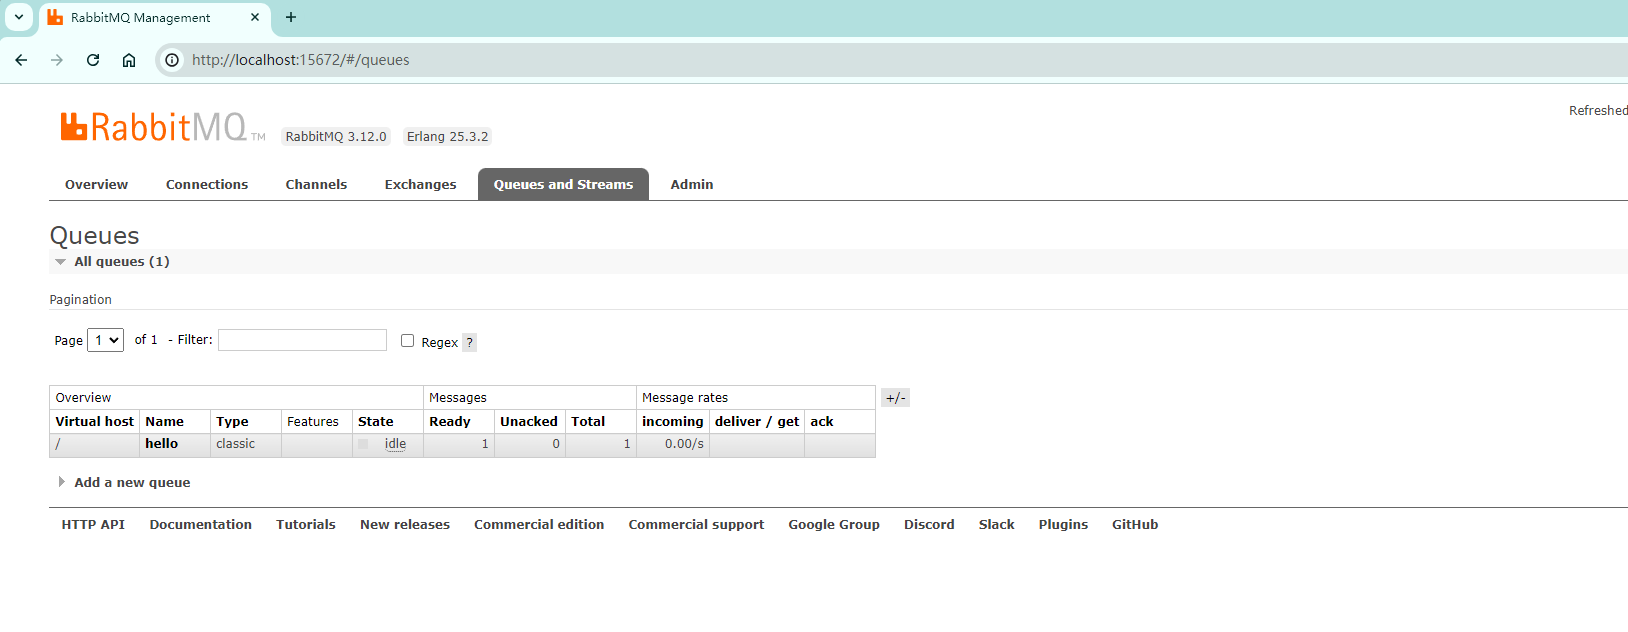 RabbitMQ Management
http://localhost:15672/#/queues
Refreshed
RabbitMQ TM RabbitMQ 3.12.0 Erlang 25.3.2
Overview Connections Channels Exchanges Queues and Streams Admin
Queues
All queues (1)
Pagination
Page 1 of 1 - Filter: Regex ?
Overview Messages Message rates +/-
Virtual host Name Type Features State Ready Unacked Total incoming deliver / get ack
/ hello classic idle 1 0 1 0.00/s
Add a new queue
HTTP API Documentation Tutorials New releases Commercial edition Commercial support Google Group Discord Slack Plugins GitHub